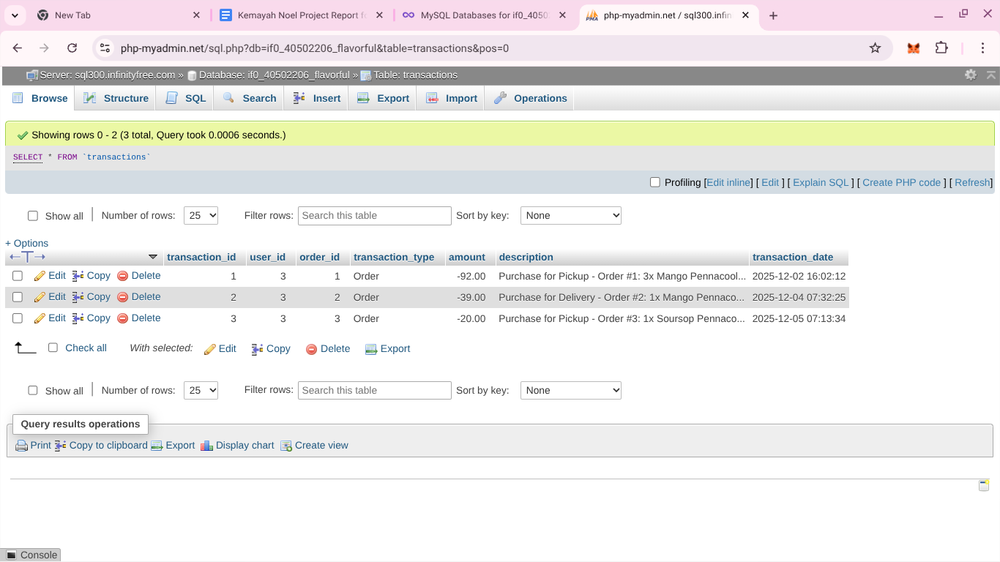 New Tab
Kemayah Noel Project Report fo
MySQL Databases for if0_4050
php-myadmin.net / sql300.infin
php-myadmin.net/sql.php?db=if0_40502206_flavorful&table=transactions&pos=0
Server: sql300.infinityfree.com » Database: if0_40502206_flavorful » Table: transactions
Browse Structure SQL Search Insert Export Import Operations
Showing rows 0 - 2 (3 total, Query took 0.0006 seconds.)
SELECT * FROM `transactions`
Profiling [Edit inline] [ Edit ] [ Explain SQL ] [ Create PHP code ] [ Refresh]
Show all Number of rows: 25 Filter rows: Search this table Sort by key: None
+ Options
←T→ transaction_id user_id order_id transaction_type amount description transaction_date
Edit Copy Delete 1 3 1 Order -92.00 Purchase for Pickup - Order #1: 3x Mango Pennacool... 2025-12-02 16:02:12
Edit Copy Delete 2 3 2 Order -39.00 Purchase for Delivery - Order #2: 1x Mango Pennaco... 2025-12-04 07:32:25
Edit Copy Delete 3 3 3 Order -20.00 Purchase for Pickup - Order #3: 1x Soursop Pennaco... 2025-12-05 07:13:34
Check all With selected: Edit Copy Delete Export
Show all Number of rows: 25 Filter rows: Search this table Sort by key: None
Query results operations
Print Copy to clipboard Export Display chart Create view
Console